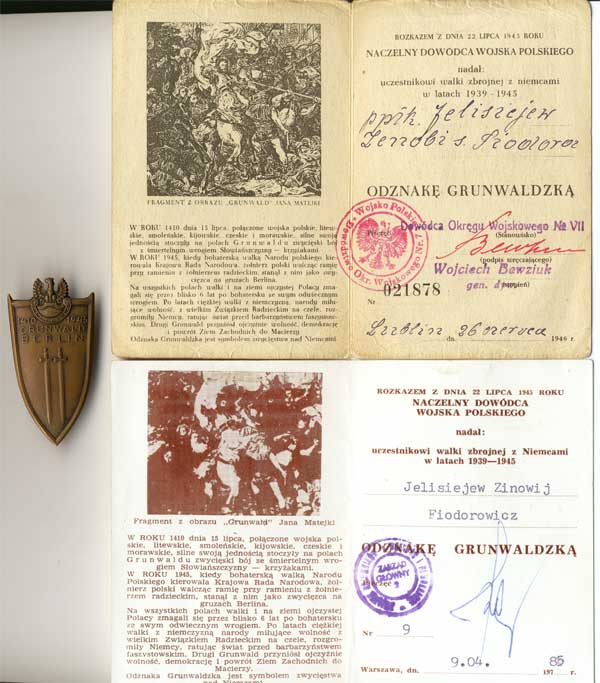 1410 1945
GRUNWALD
BERLIN
FRAGMENT Z OBRAZU „GRUNWALD" JANA MATEJKI
W ROKU 1410 dnia 15 lipca, połączone wojska polskie, litewskie, smoleńskie, kijowskie, czeskie i morawskie, silne swoją
jednością stoczyły na polach Grunwaldu zwycięski bój
ze śmiertelnym wrogiem Słowiańszczyzny — krzyżakami.
W ROKU 1945, kiedy bohaterską walką Narodu Polskiego
kierowała Krajowa Rada Narodowa, żołnierz polski walcząc ramię
przy ramieniu z żołnierzem radzieckim, stanął z nim jako zwycięzca na gruzach Berlina.
Na wszystkich polach walki i na ziemi ojczystej Polacy zmagali się przez blisko 6 lat po bohatersku ze swym odwiecznym
wrogiem. Po latach ciężkiej walki z niemczyzną, narody miłujące wolność, z wielkim Związkiem Radzieckim na czele, rozgromiły Niemcy, ratując świat przed barbarzyństwem faszystowskim. Drugi Grunwald przyniósł ojczyźnie wolność, demokrację
i powrót Ziem Zachodnich do Macierzy.
Odznaka Grunwaldzka jest symbolem zwycięstwa nad Niemcami
ROZKAZEM Z DNIA 22 LIPCA 1945 ROKU
NACZELNY DOWÓDCA WOJSKA POLSKIEGO
nadał:
uczestnikowi walki zbrojnej z niemcami
w latach 1939-1945
ppłk. Jelisiejew
Zenobi s. Fiodora
ODZNAKĘ GRUNWALDZKĄ
Wojsko Polskie
Dowództwo Okr. Wojskowego Nr. 7
Dowódca Okręgu Wojskowego № VII
(Stanowisko)
(podpis wręczającego)
Wojciech Bewziuk
gen. dyw.
(stopień)
Nr. 021878
Lublin 26 czerwca
dn. 1946 r.
Fragment z obrazu „Grunwald" Jana Matejki
W ROKU 1410 dnia 15 lipca, połączone wojska polskie, litewskie, smoleńskie, kijowskie, czeskie i
morawskie, silne swoją jednością stoczyły na polach
Grunwaldu zwycięski bój ze śmiertelnym wrogiem Słowiańszczyzny — krzyżakami.
W ROKU 1945, kiedy bohaterską walką Narodu
Polskiego kierowała Krajowa Rada Narodowa, żołnierz polski walcząc ramię przy ramieniu z żołnierzem radzieckim, stanął z nim jako zwycięzca na
gruzach Berlina.
Na wszystkich polach walki i na ziemi ojczystej
Polacy zmagali się przez blisko 6 lat po bohatersku
ze swym odwiecznym wrogiem. Po latach ciężkiej
walki z niemczyzną narody miłujące wolność z
wielkim Związkiem Radzieckim na czele, rozgromiły Niemcy, ratując świat przed barbarzyństwem
faszystowskim. Drugi Grunwald przyniósł ojczyźnie
wolność, demokrację i powrót Ziem Zachodnich do
Macierzy.
Odznaka Grunwaldzka jest symbolem zwycięstwa
nad Niemcami
ROZKAZEM Z DNIA 22 LIPCA 1945 ROKU
NACZELNY DOWÓDCA
WOJSKA POLSKIEGO
nadał:
uczestnikowi walki zbrojnej z Niemcami
w latach 1939—1945
Jelisiejew Zinowij
Fiodorowicz
ODZNAKĘ GRUNWALDZKĄ
ZARZĄD
GŁÓWNY
Nr 9
Warszawa, dn. 9.04. 1985 r.